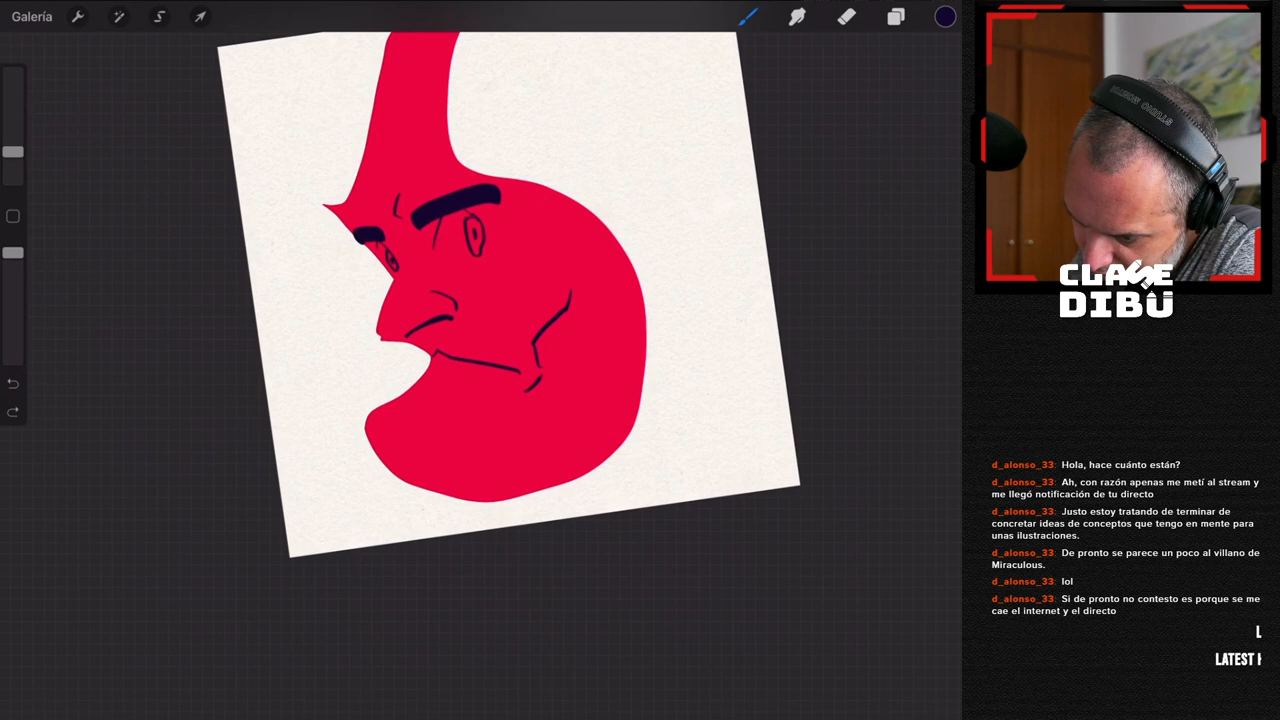 Galería
CLASE
DIBÜ
d_alonso_33: Hola, hace cuánto están?
d_alonso_33: Ah, con razón apenas me metí al stream y
me llegó notificación de tu directo
d_alonso_33: Justo estoy tratando de terminar de
concretar ideas de conceptos que tengo en mente para
unas ilustraciones.
d_alonso_33: De pronto se parece un poco al villano de
Miraculous.
d_alonso_33: lol
d_alonso_33: Si de pronto no contesto es porque se me
cae el internet y el directo
L
LATEST